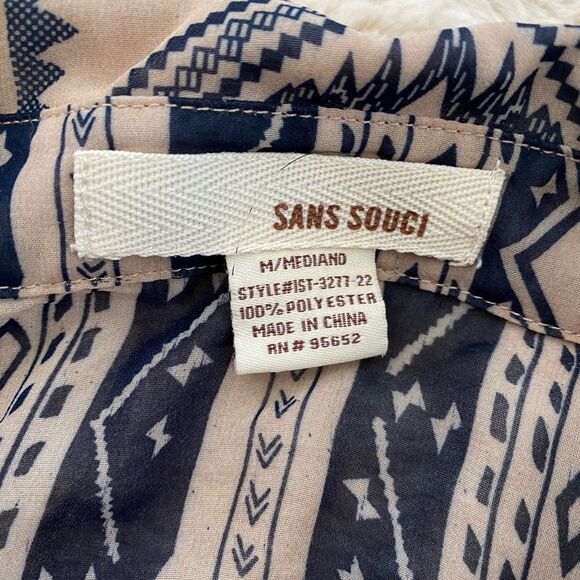 SANS SOUCI
M/MEDIANO
STYLE#IST-3277-22
100% POLYESTER
MADE IN CHINA
RN# 95652